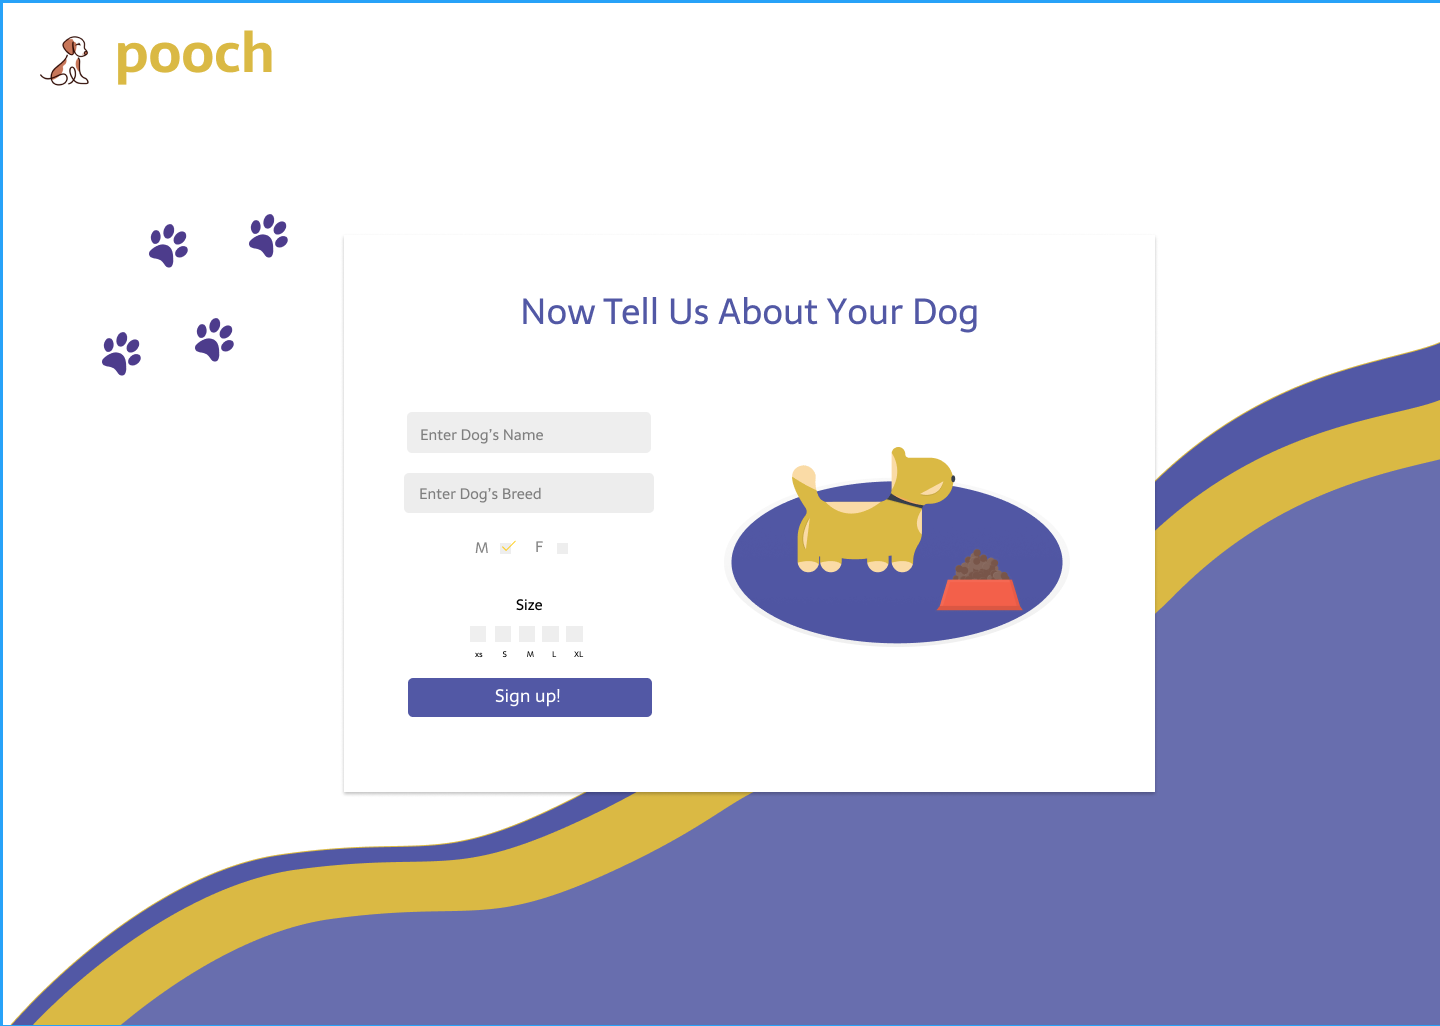 pooch
Now Tell Us About Your Dog
Enter Dog's Name
Enter Dog's Breed
M F
Size
xs S M L XL
Sign up!